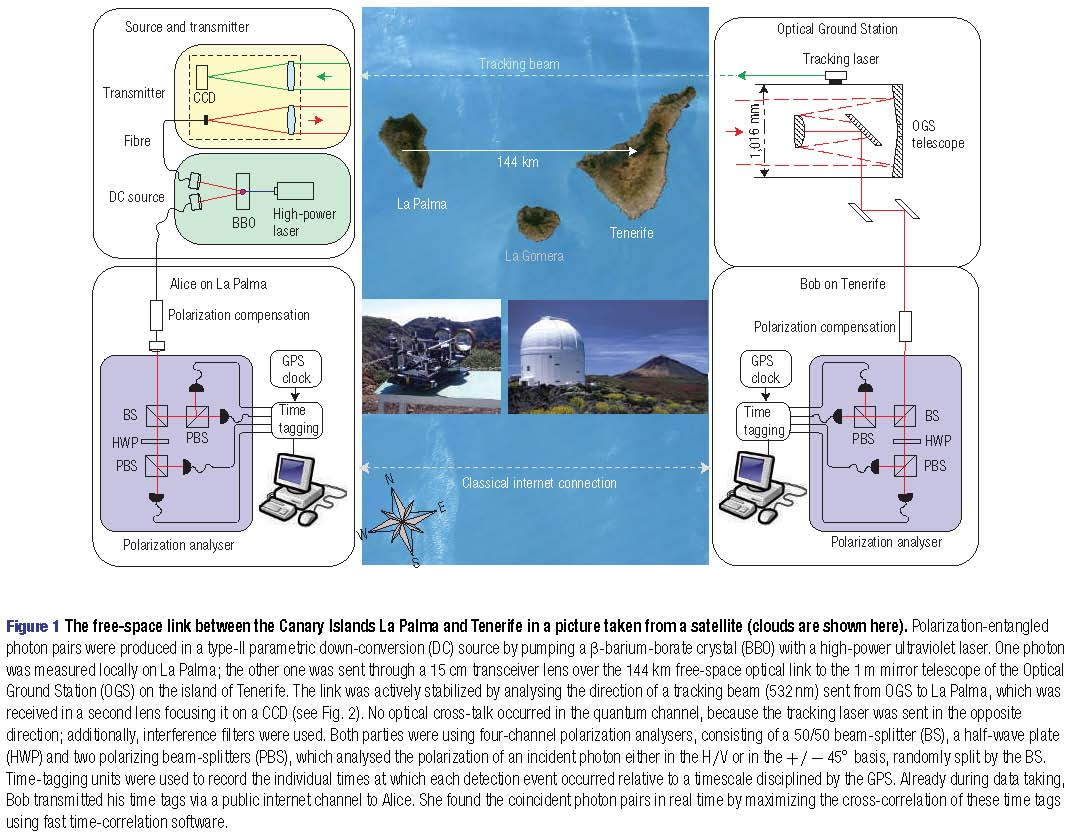 Source and transmitter
CCD
Transmitter
Fibre
DC source
BBO
High-power
laser
Alice on La Palma
Polarization compensation
GPS
clock
Time
tagging
BS
PBS
HWP
PBS
Polarization analyser
Tracking beam
144 km
La Palma
Tenerife
La Gomera
Classical internet connection
N
E
W
S
Optical Ground Station
Tracking laser
1,016 mm
OGS
telescope
Bob on Tenerife
Polarization compensation
GPS
clock
Time
tagging
BS
PBS
HWP
PBS
Polarization analyser
Figure 1 The free-space link between the Canary Islands La Palma and Tenerife in a picture taken from a satellite (clouds are shown here). Polarization-entangled
photon pairs were produced in a type-II parametric down-conversion (DC) source by pumping a β-barium-borate crystal (BBO) with a high-power ultraviolet laser. One photon
was measured locally on La Palma; the other one was sent through a 15 cm transceiver lens over the 144 km free-space optical link to the 1 m mirror telescope of the Optical
Ground Station (OGS) on the island of Tenerife. The link was actively stabilized by analysing the direction of a tracking beam (532 nm) sent from OGS to La Palma, which was
received in a second lens focusing it on a CCD (see Fig. 2). No optical cross-talk occurred in the quantum channel, because the tracking laser was sent in the opposite
direction; additionally, interference filters were used. Both parties were using four-channel polarization analysers, consisting of a 50/50 beam-splitter (BS), a half-wave plate
(HWP) and two polarizing beam-splitters (PBS), which analysed the polarization of an incident photon either in the H/V or in the +/−45° basis, randomly split by the BS.
Time-tagging units were used to record the individual times at which each detection event occurred relative to a timescale disciplined by the GPS. Already during data taking,
Bob transmitted his time tags via a public internet channel to Alice. She found the coincident photon pairs in real time by maximizing the cross-correlation of these time tags
using fast time-correlation software.